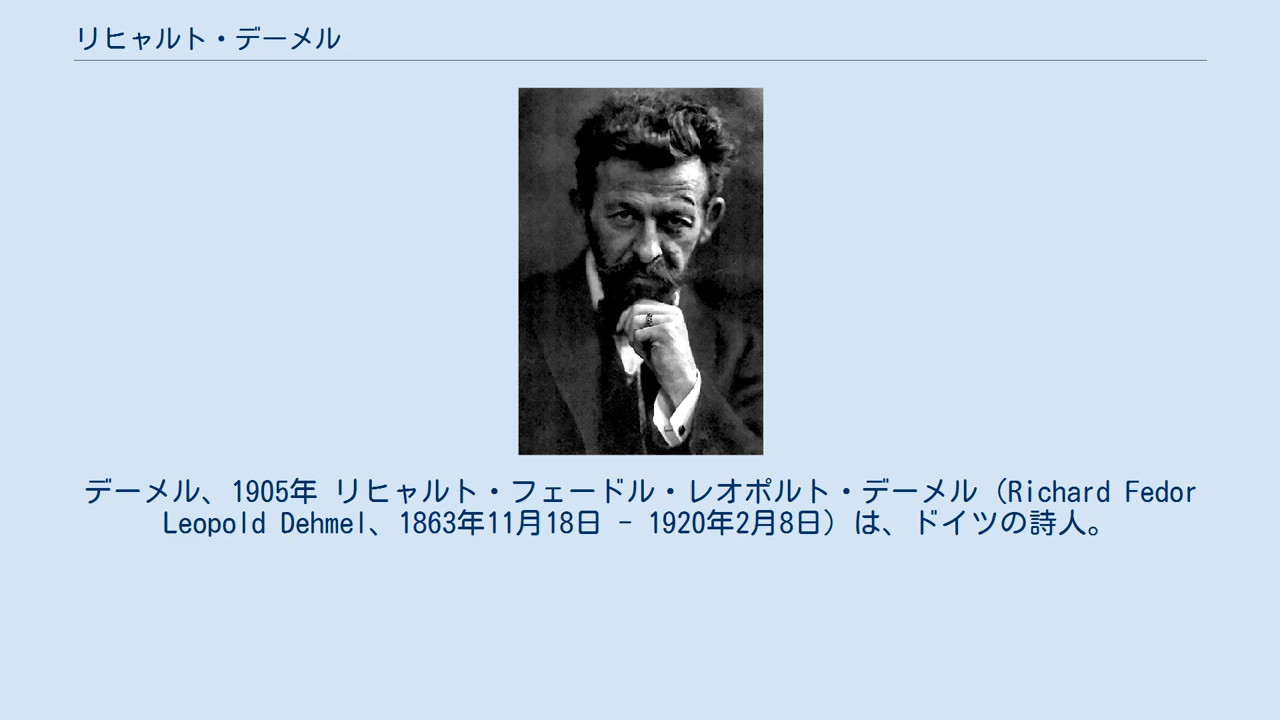 リヒャルト・デーメル
デーメル、1905年 リヒャルト・フェードル・レオポルト・デーメル（Richard Fedor
Leopold Dehmel、1863年11月18日 - 1920年2月8日）は、ドイツの詩人。